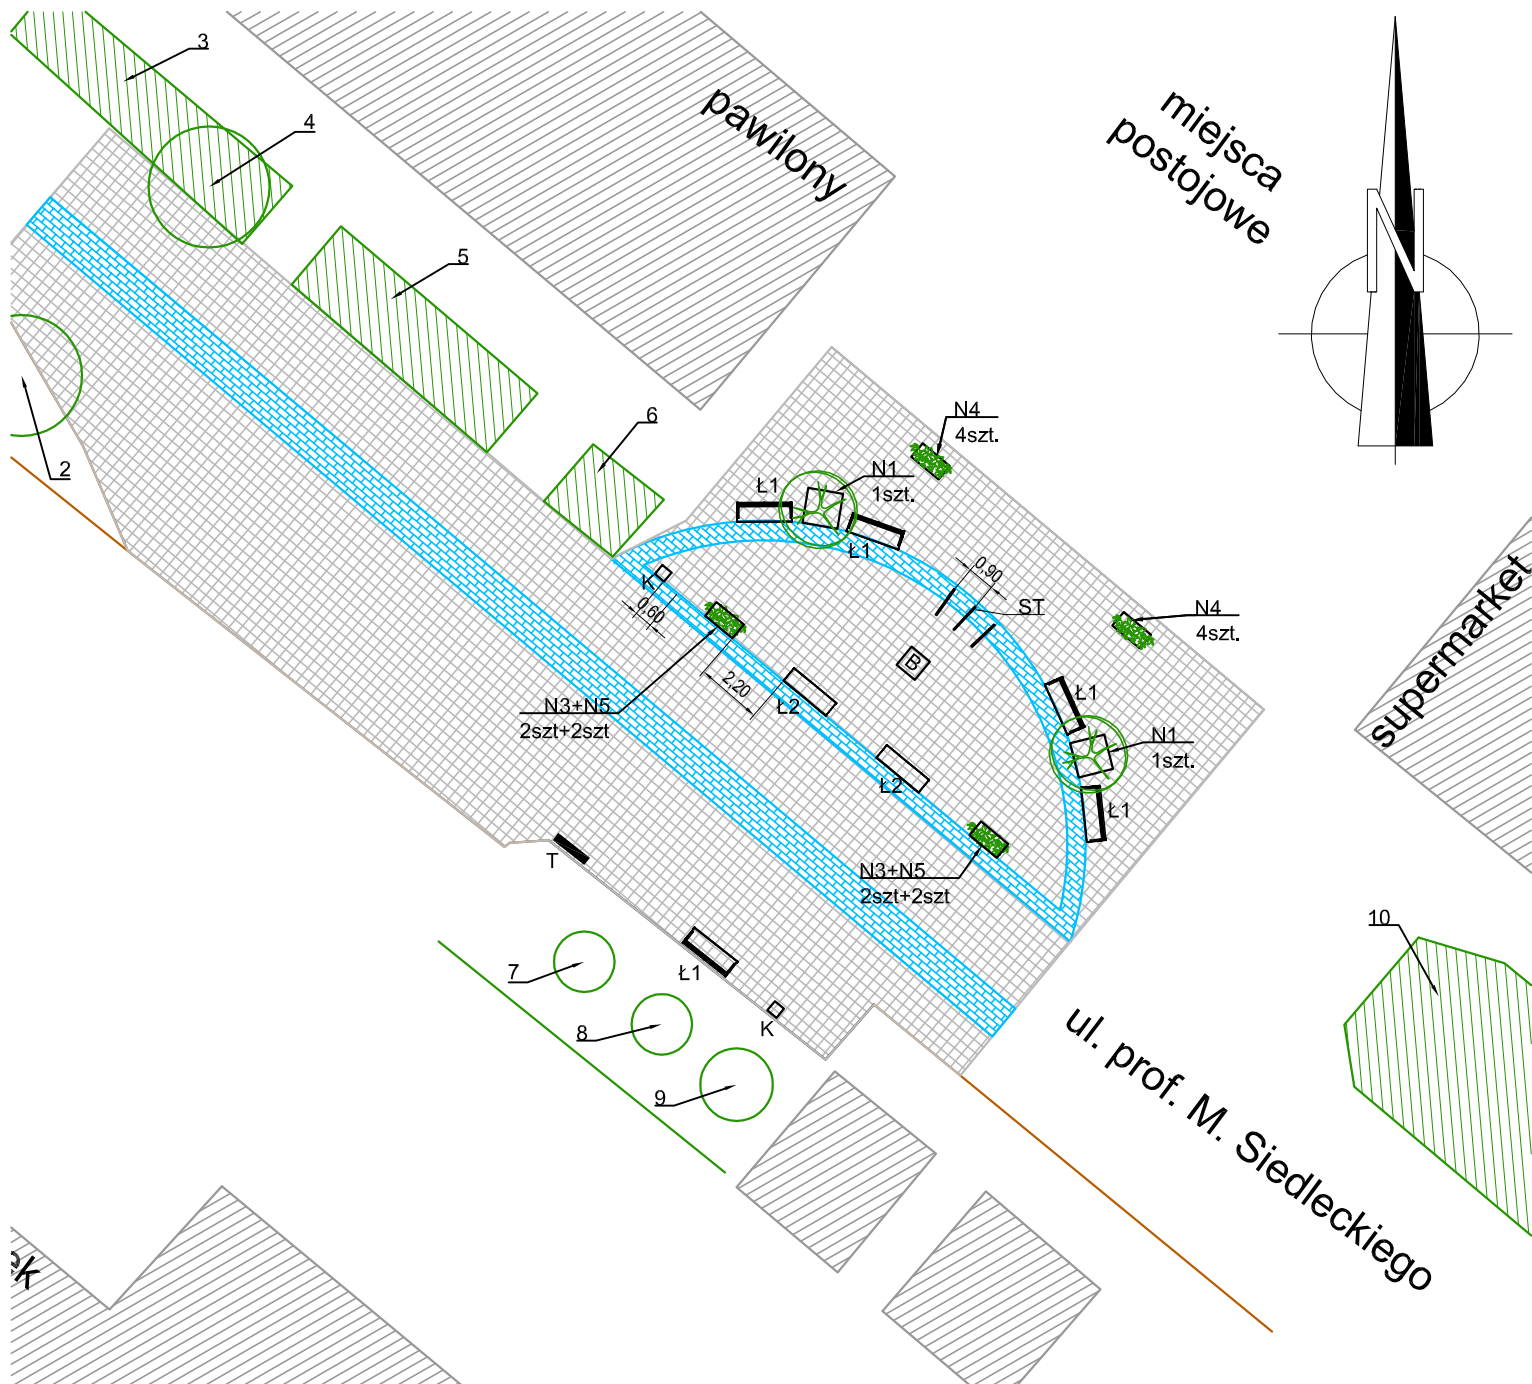 3
4
pawilony
miejsca
postojowe
N
5
2
6
N4
4szt.
N1
1szt.
Ł1
Ł1
0,90
ST
K
0,60
N4
4szt.
supermarket
B
2,20
Ł2
N3+N5
2szt+2szt
Ł1
N1
1szt.
Ł2
Ł1
T
N3+N5
2szt+2szt
10
7
Ł1
8
K
9
ul. prof. M. Siedleckiego